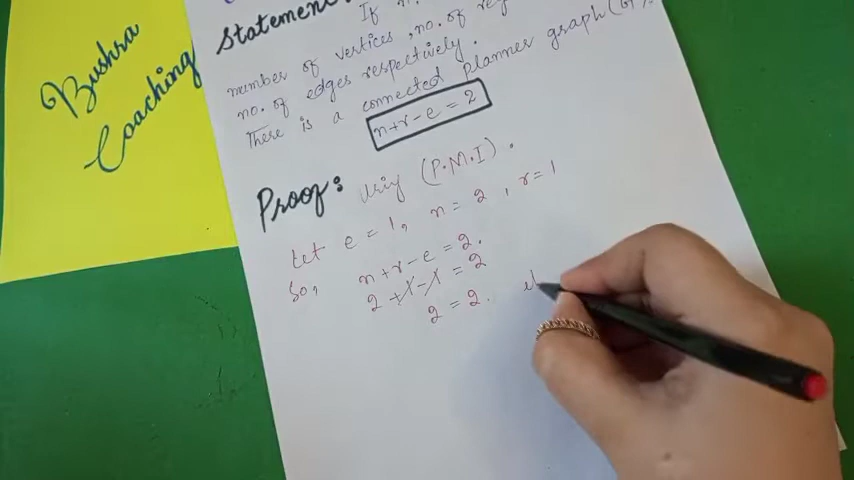 Bushra
Coaching
Statement
If n.
number of vertices, no. of reg
no. of edges respectively.
There is a connected planner graph (G).
n+r-e=2
Proof: Using (P.M.I).
Let e=1, n=2, r=1
So, n+r-e=2.
2+1-1=2
2=2.